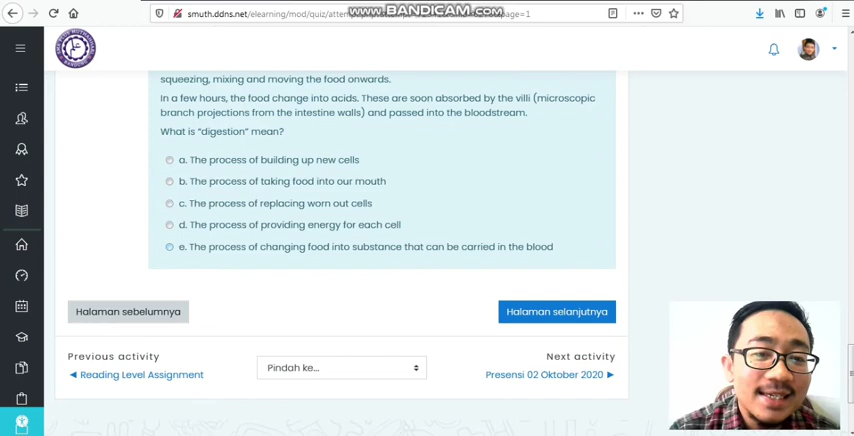 www.BANDICAM.com
smuth.ddns.net/elearning/mod/quiz/attem
page=1
squeezing, mixing and moving the food onwards.
In a few hours, the food change into acids. These are soon absorbed by the villi (microscopic
branch projections from the intestine walls) and passed into the bloodstream.
What is “digestion” mean?
a. The process of building up new cells
b. The process of taking food into our mouth
c. The process of replacing worn out cells
d. The process of providing energy for each cell
e. The process of changing food into substance that can be carried in the blood
Halaman sebelumnya
Halaman selanjutnya
Previous activity
Next activity
◄ Reading Level Assignment
Pindah ke...
Presensi 02 Oktober 2020 ►